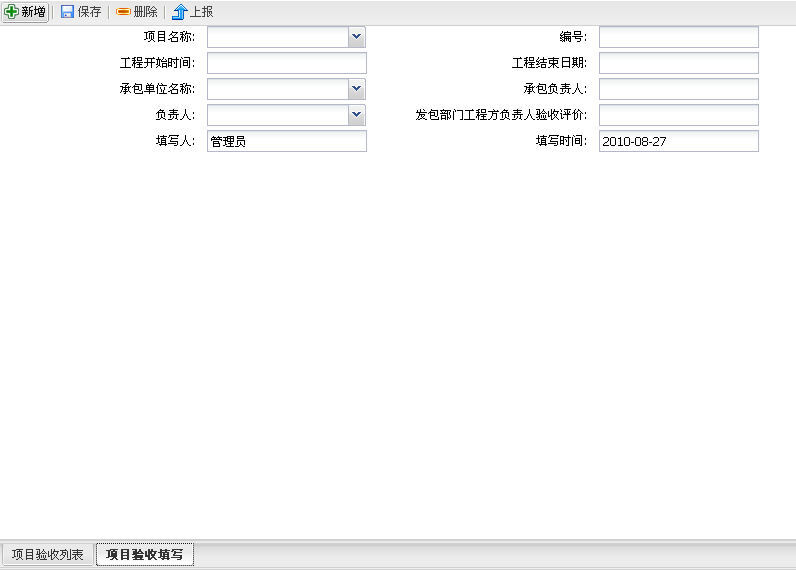 新增 保存 删除 上报
项目名称: 编号:
工程开始时间: 工程结束日期:
承包单位名称: 承包负责人:
负责人: 发包部门工程方负责人验收评价:
填写人: 管理员 填写时间: 2010-08-27
项目验收列表 项目验收填写